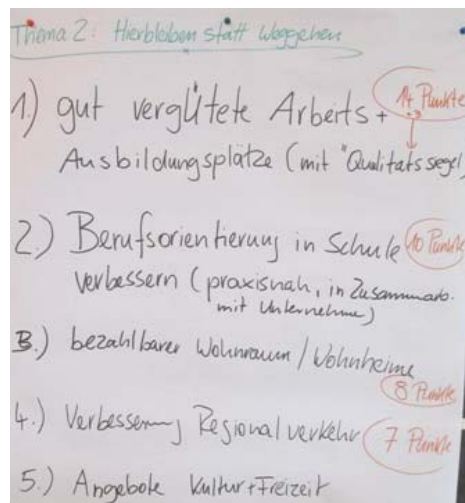 Thema 2: Hierbleiben statt weggehen
1.) gut vergütete Arbeits + 14 Punkte
Ausbildungsplätze (mit "Qualitätssiegel)
2.) Berufsorientierung in Schule 10 Punkte
verbessern (praxisnah, in Zusammenarb.
mit Unternehme)
3.) bezahlbarer Wohnraum / Wohnheime
8 Punkte
4.) Verbesserung Regionalverkehr 7 Punkte
5.) Angebote Kultur + Freizeit